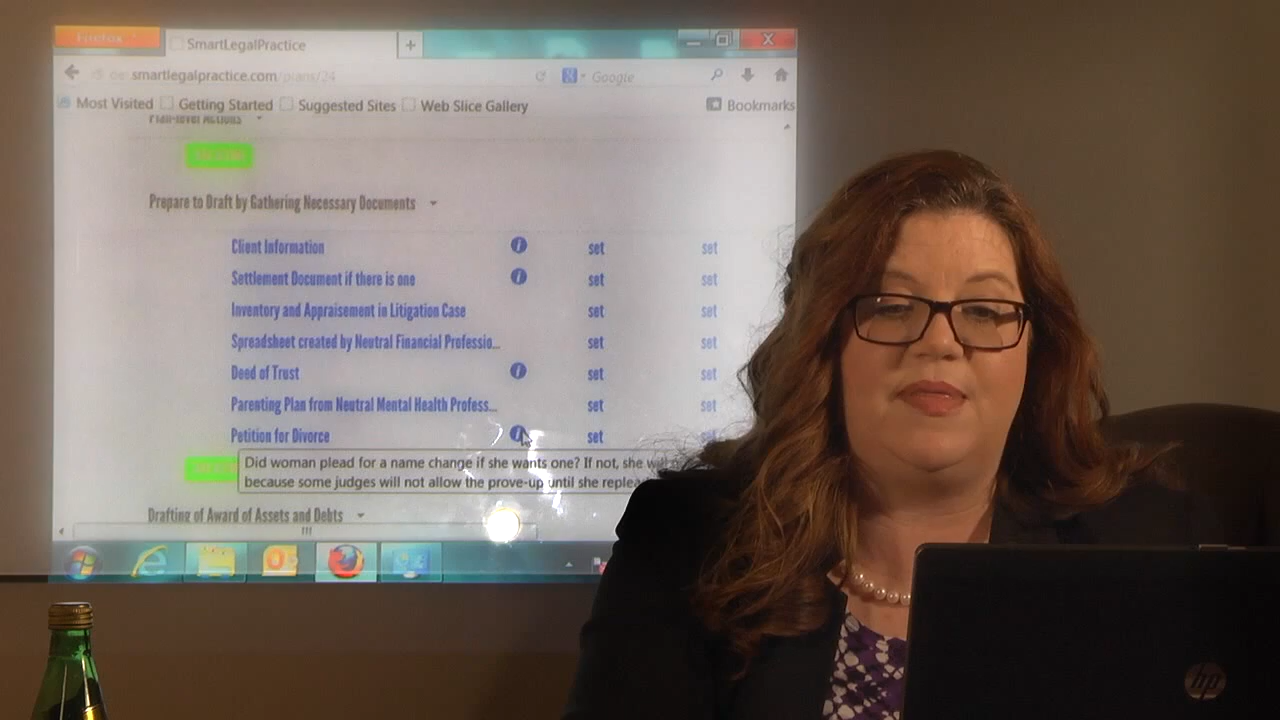 Firefox
SmartLegalPractice
+
smartlegalpractice.com/plans/24
Google
Most Visited Getting Started Suggested Sites Web Slice Gallery Bookmarks
Plan-level Actions
Prepare to Draft by Gathering Necessary Documents
Client Information i set set
Settlement Document if there is one i set set
Inventory and Appraisement in Litigation Case set set
Spreadsheet created by Neutral Financial Professio... set set
Deed of Trust i set set
Parenting Plan from Neutral Mental Health Profess... set set
Petition for Divorce i set set
Did woman plead for a name change if she wants one? If not, she
because some judges will not allow the prove-up until she
Drafting of Award of Assets and Debts
hp